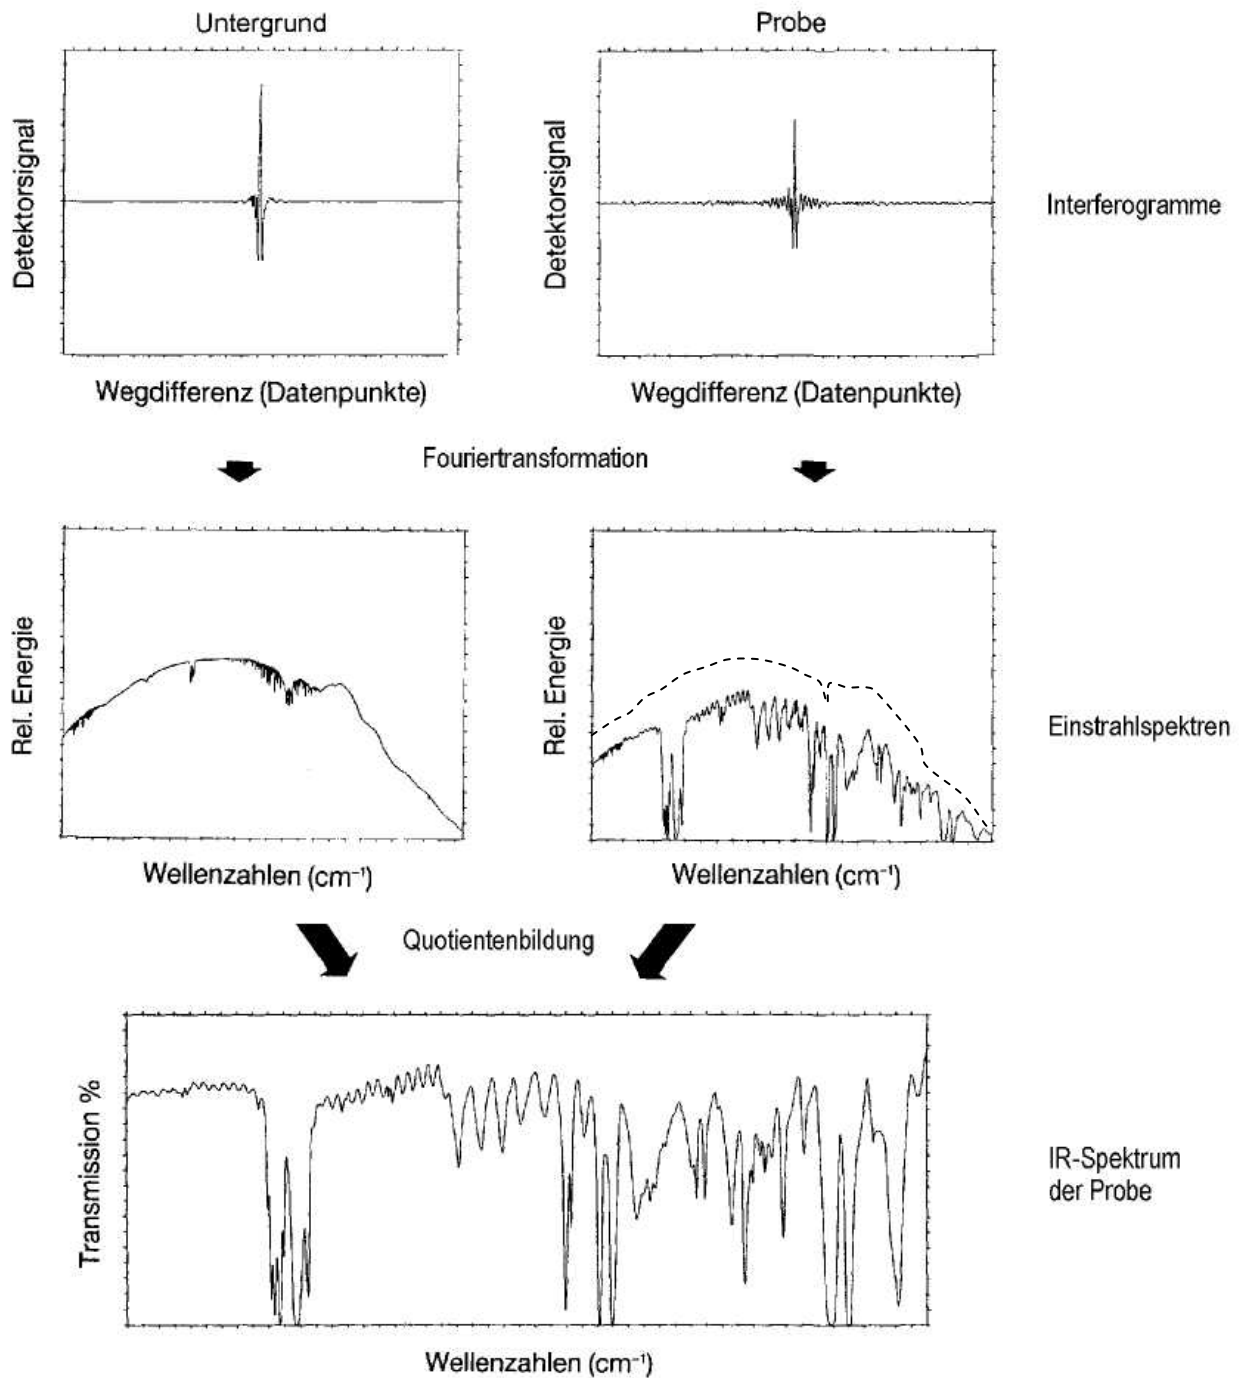 Untergrund
Probe
Detektorsignal
Detektorsignal
Interferogramme
Wegdifferenz (Datenpunkte)
Wegdifferenz (Datenpunkte)
Fouriertransformation
Rel. Energie
Rel. Energie
Einstrahlspektren
Wellenzahlen (cm⁻¹)
Wellenzahlen (cm⁻¹)
Quotientenbildung
Transmission %
IR-Spektrum
der Probe
Wellenzahlen (cm⁻¹)